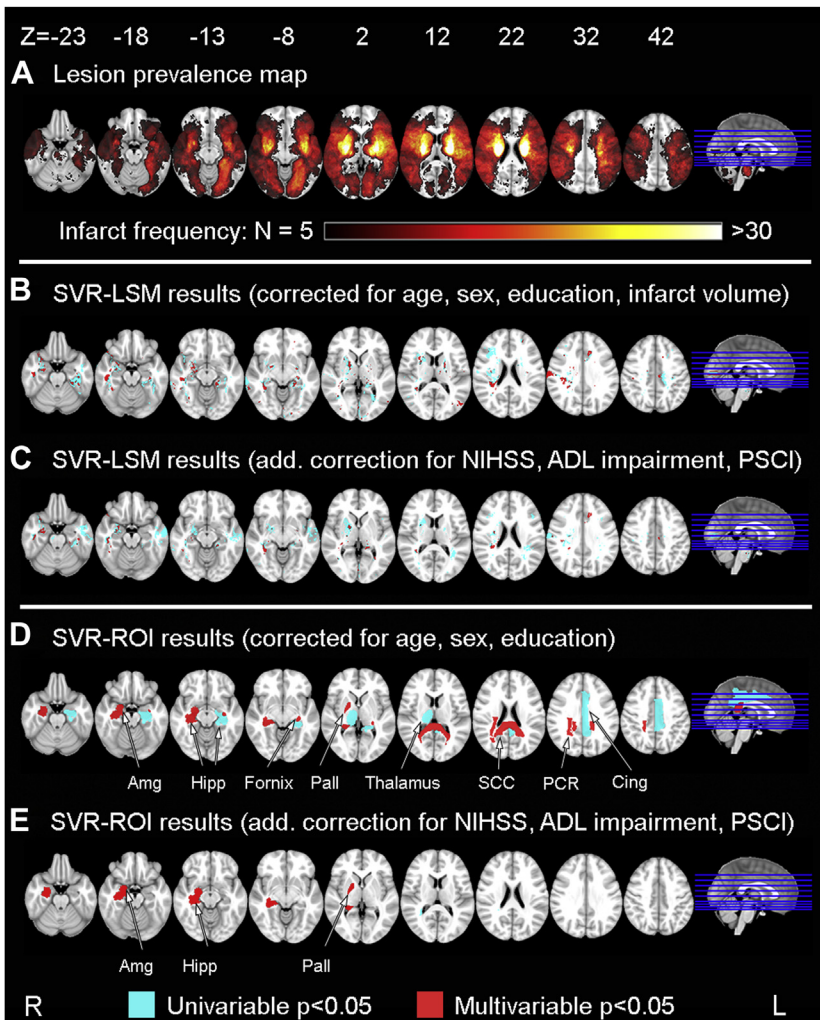 Z=-23 -18 -13 -8 2 12 22 32 42
A Lesion prevalence map
Infarct frequency: N = 5 >30
B SVR-LSM results (corrected for age, sex, education, infarct volume)
C SVR-LSM results (add. correction for NIHSS, ADL impairment, PSCI)
D SVR-ROI results (corrected for age, sex, education)
Amg Hipp Fornix Pall Thalamus SCC PCR Cing
E SVR-ROI results (add. correction for NIHSS, ADL impairment, PSCI)
Amg Hipp Pall
R Univariable p<0.05 Multivariable p<0.05 L